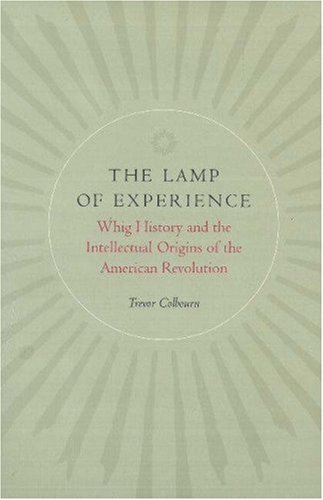 THE LAMP
OF EXPERIENCE
Whig History and the
Intellectual Origins of the
American Revolution
Trevor Colbourn